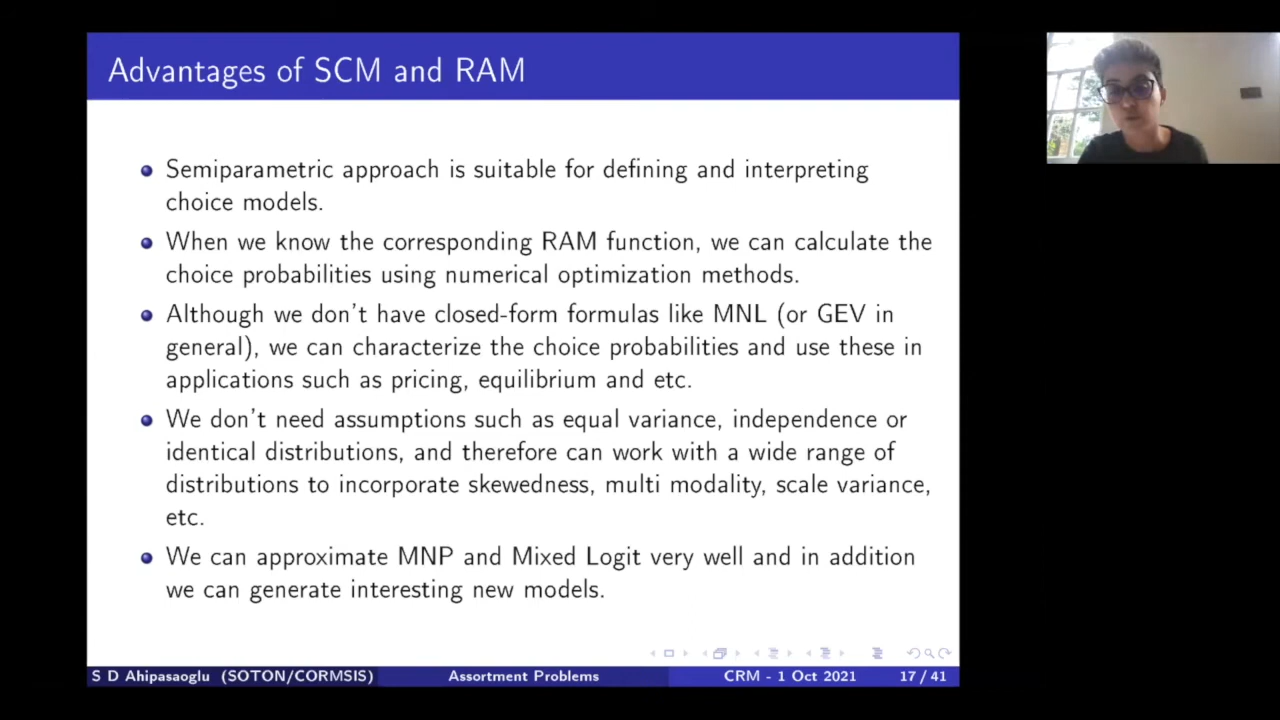 Advantages of SCM and RAM
Semiparametric approach is suitable for defining and interpreting
choice models.
When we know the corresponding RAM function, we can calculate the
choice probabilities using numerical optimization methods.
Although we don't have closed-form formulas like MNL (or GEV in
general), we can characterize the choice probabilities and use these in
applications such as pricing, equilibrium and etc.
We don't need assumptions such as equal variance, independence or
identical distributions, and therefore can work with a wide range of
distributions to incorporate skewedness, multi modality, scale variance,
etc.
We can approximate MNP and Mixed Logit very well and in addition
we can generate interesting new models.
S D Ahipasaoglu (SOTON/CORMSIS) Assortment Problems CRM - 1 Oct 2021 17 / 41